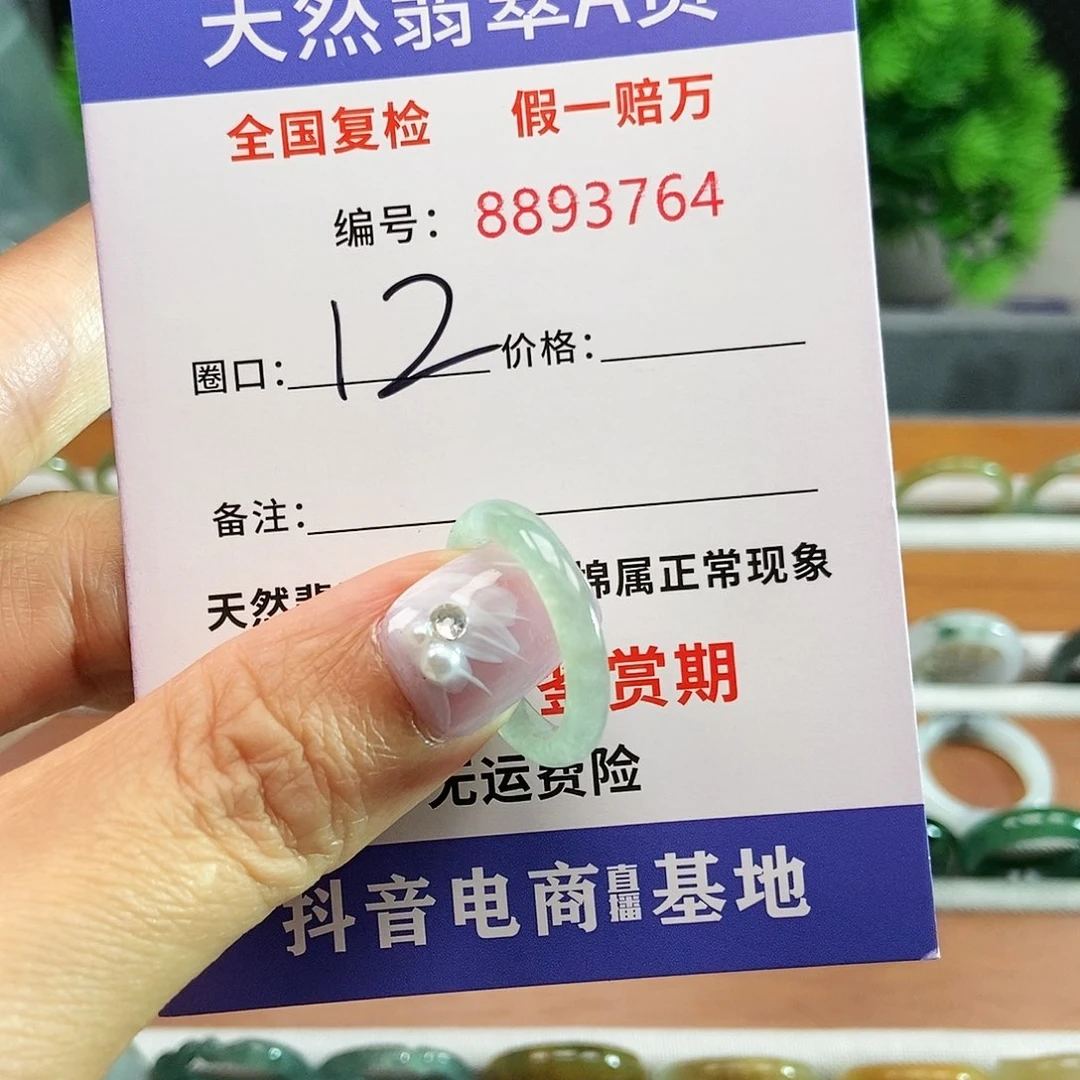 天然翡翠A货
全国复检 假一赔万
编号：8893764
圈口：12 价格：
备注：
天然翡 棉属正常现象
鉴赏期
无运费险
抖音电商直播基地